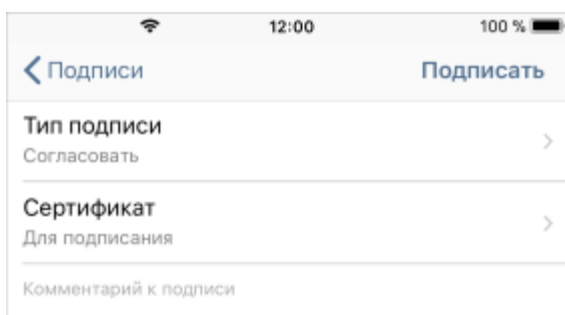 12:00 100 %
Подписи Подписать
Тип подписи
Согласовать
Сертификат
Для подписания
Комментарий к подписи